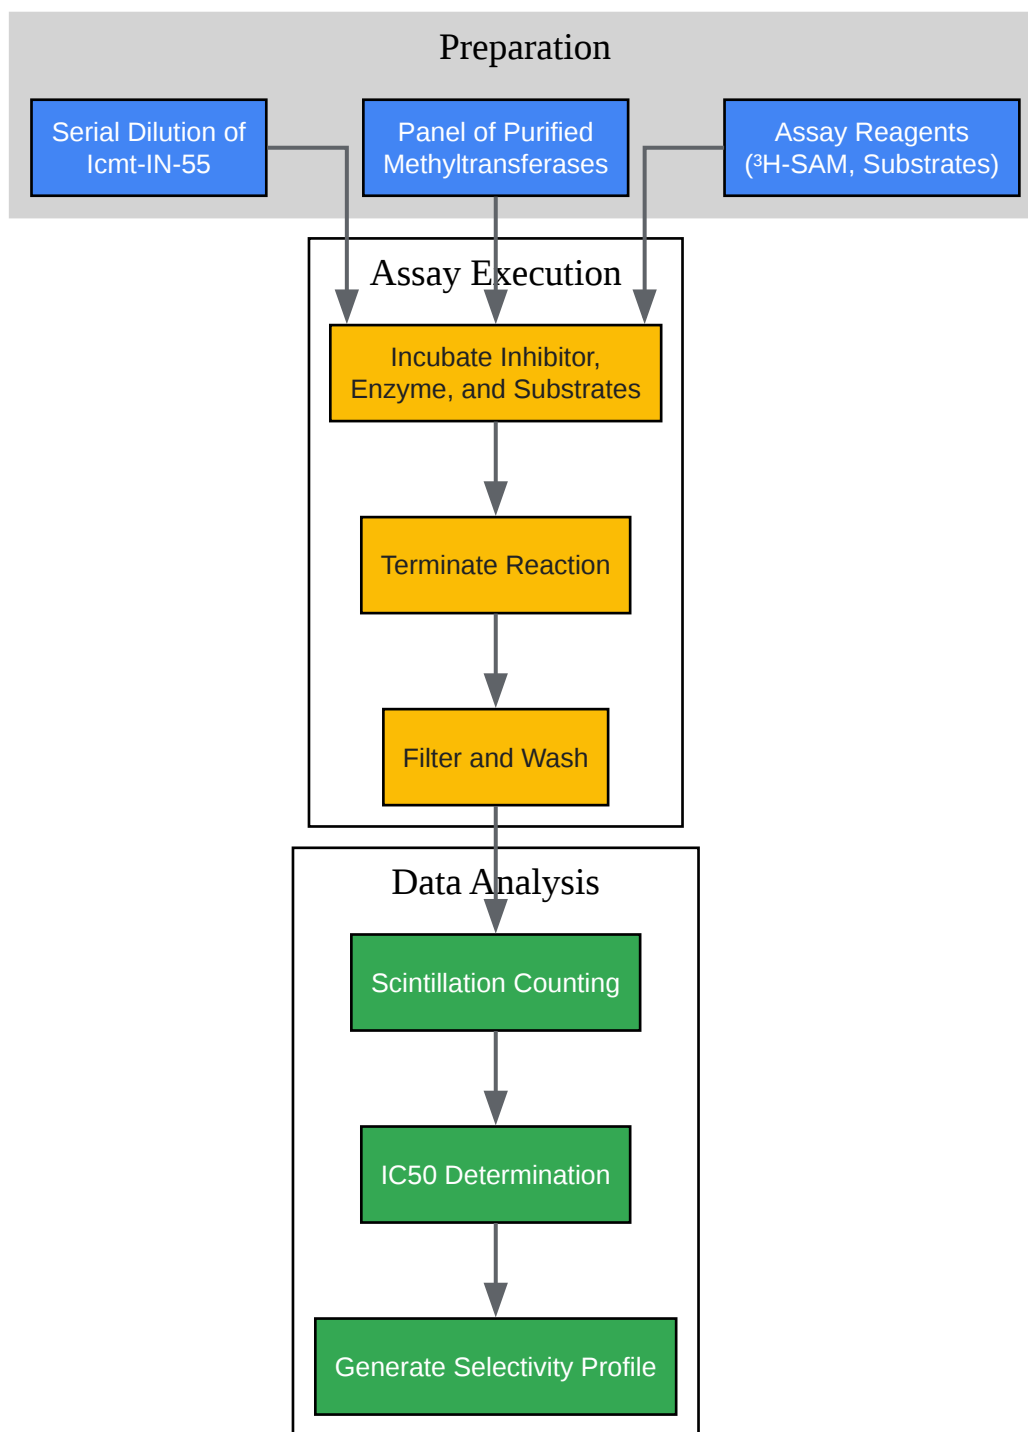 Preparation
Serial Dilution of
Icmt-IN-55
Panel of Purified
Methyltransferases
Assay Reagents
(³H-SAM, Substrates)
Assay Execution
Incubate Inhibitor,
Enzyme, and Substrates
Terminate Reaction
Filter and Wash
Data Analysis
Scintillation Counting
IC50 Determination
Generate Selectivity Profile